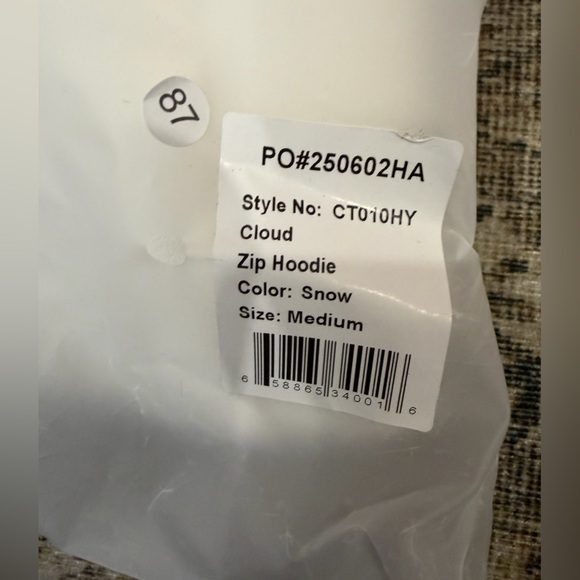 87
PO#250602HA
Style No: CT010HY
Cloud
Zip Hoodie
Color: Snow
Size: Medium
6 58865 34001 6